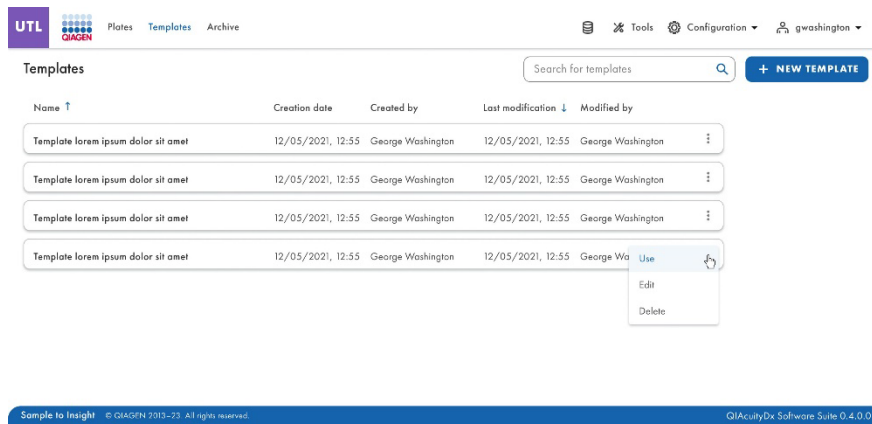 UTL QIAGEN Plates Templates Archive Tools Configuration gwashington
Templates Search for templates + NEW TEMPLATE
Name ↑ Creation date Created by Last modification ↓ Modified by
Template lorem ipsum dolor sit amet 12/05/2021, 12:55 George Washington 12/05/2021, 12:55 George Washington
Template lorem ipsum dolor sit amet 12/05/2021, 12:55 George Washington 12/05/2021, 12:55 George Washington
Template lorem ipsum dolor sit amet 12/05/2021, 12:55 George Washington 12/05/2021, 12:55 George Washington
Template lorem ipsum dolor sit amet 12/05/2021, 12:55 George Washington 12/05/2021, 12:55 George Wa
Use
Edit
Delete
Sample to Insight © QIAGEN 2013–23. All rights reserved. QIAcuityDx Software Suite 0.4.0.0